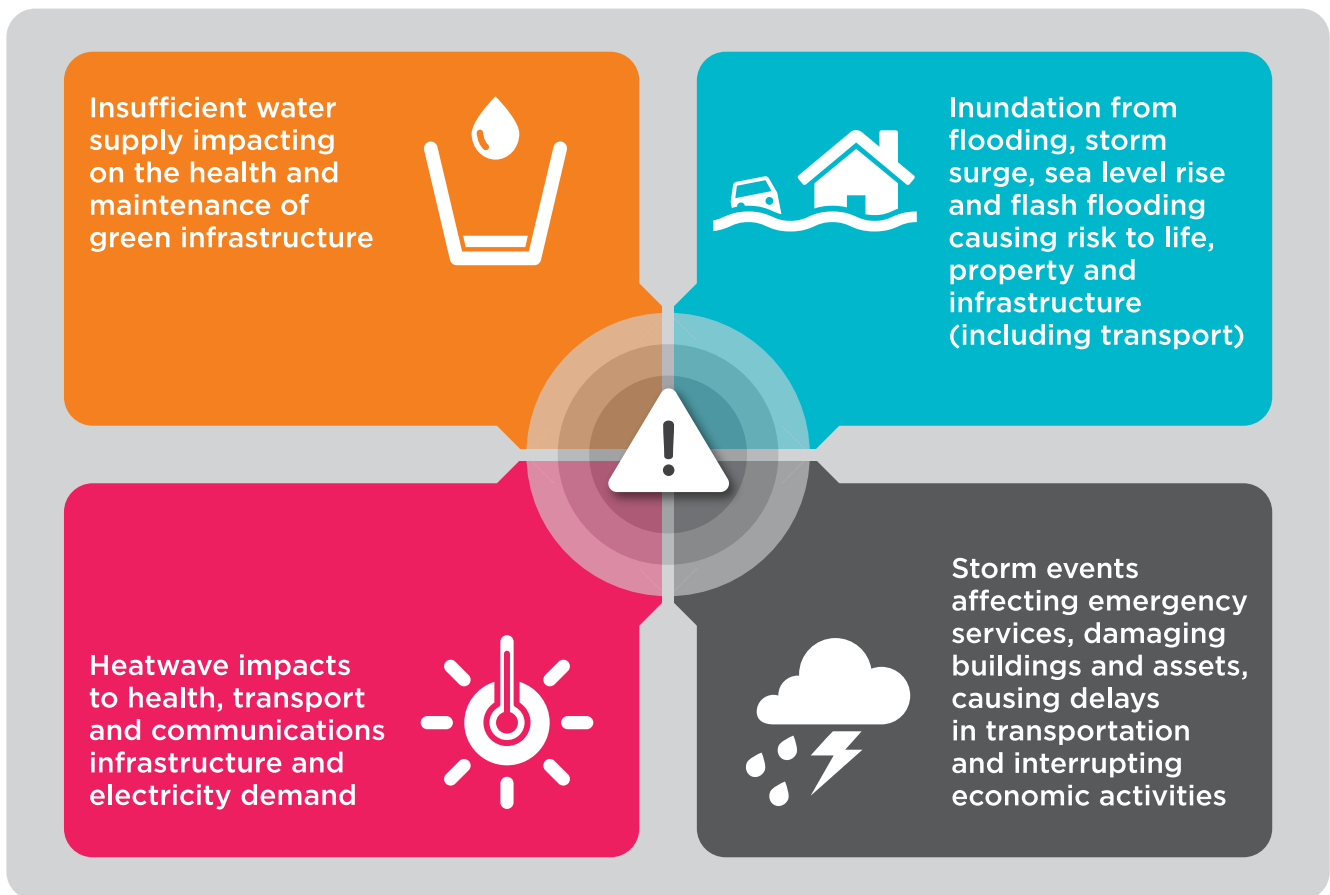 Insufficient water
supply impacting
on the health and
maintenance of
green infrastructure
Inundation from
flooding, storm
surge, sea level rise
and flash flooding
causing risk to life,
property and
infrastructure
(including transport)
!
Heatwave impacts
to health, transport
and communications
infrastructure and
electricity demand
Storm events
affecting emergency
services, damaging
buildings and assets,
causing delays
in transportation
and interrupting
economic activities